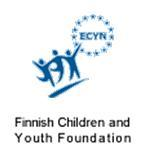 ECYN
Finnish Children and
Youth Foundation